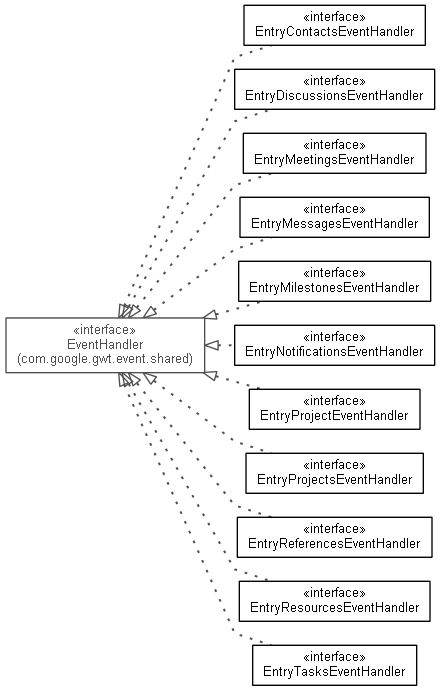 «interface»
EntryContactsEventHandler
«interface»
EntryDiscussionsEventHandler
«interface»
EntryMeetingsEventHandler
«interface»
EntryMessagesEventHandler
«interface»
EntryMilestonesEventHandler
«interface»
EventHandler
(com.google.gwt.event.shared)
«interface»
EntryNotificationsEventHandler
«interface»
EntryProjectEventHandler
«interface»
EntryProjectsEventHandler
«interface»
EntryReferencesEventHandler
«interface»
EntryResourcesEventHandler
«interface»
EntryTasksEventHandler